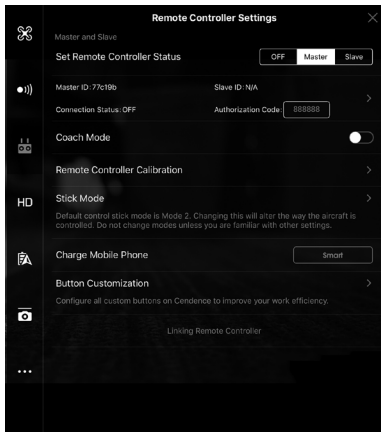 Remote Controller Settings
Master and Slave
Set Remote Controller Status
OFF
Master
Slave
Master ID: 77c19b
Slave ID: N/A
Connection Status: OFF
Authorization Code:
888888
Coach Mode
Remote Controller Calibration
HD
Stick Mode
Default control stick mode is Mode 2. Changing this will alter the way the aircraft is
controlled. Do not change modes unless you are familiar with other settings.
Charge Mobile Phone
Smart
Button Customization
Configure all custom buttons on Cendence to improve your work efficiency.
Linking Remote Controller